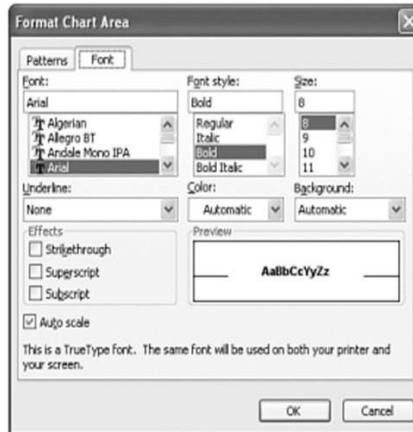 Format Chart Area
Patterns Font
Font: Font style: Size:
Arial Bold 8
Algerian Regular 8
Allegro BT Italic 9
Andale Mono IPA Bold 10
Arial Bold Italic 11
Underline: Color: Background:
None Automatic Automatic
Effects Preview
Strikethrough
Superscript AaBbCcYyZz
Subscript
Auto scale
This is a TrueType font. The same font will be used on both your printer and
your screen.
OK Cancel